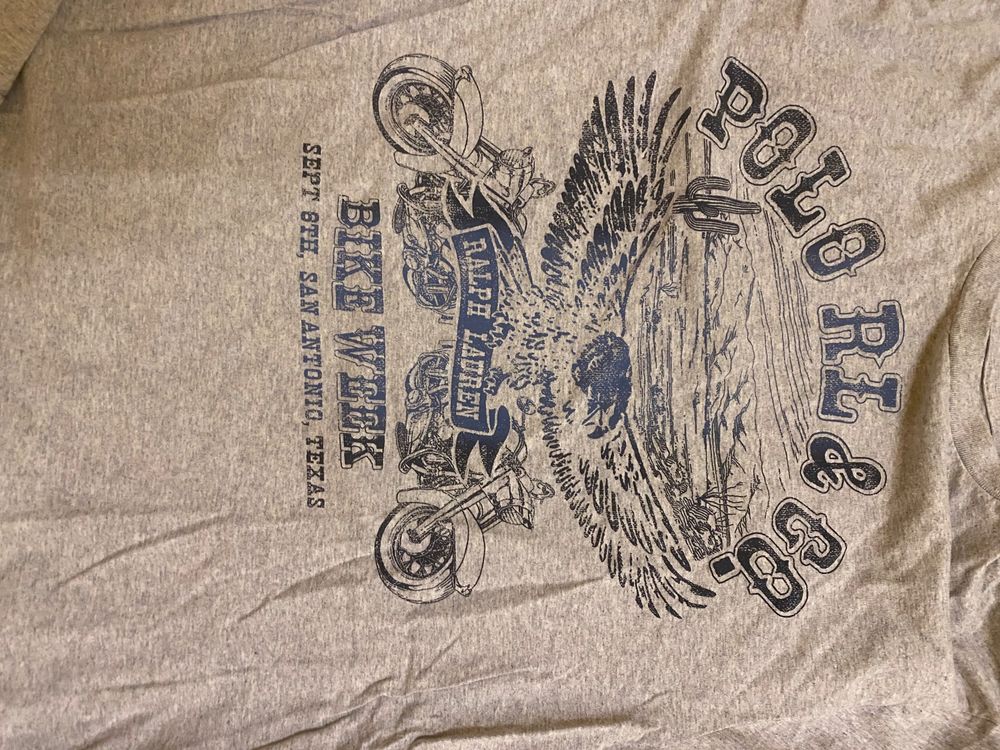 POLO RL & CO.
RALPH LAUREN
BIKE WEEK
SEPT 8TH, SAN ANTONIO, TEXAS